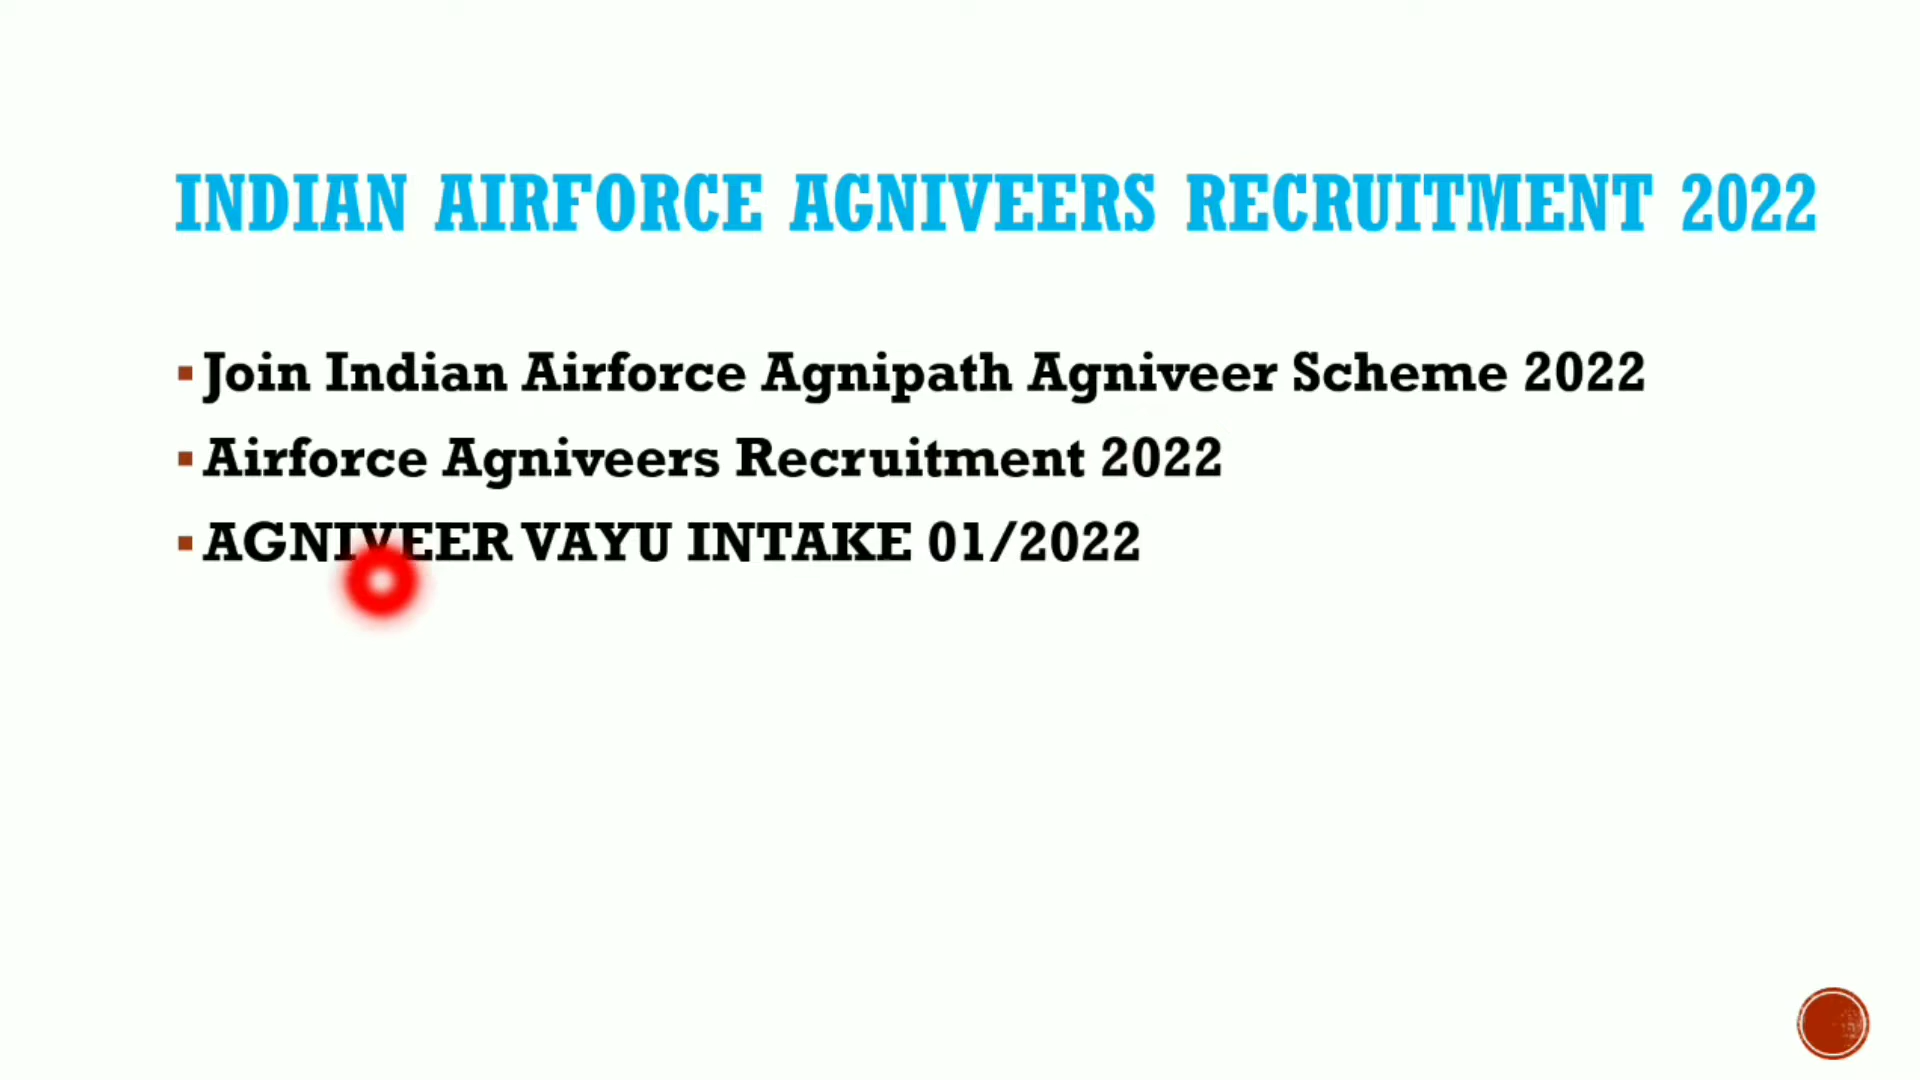 INDIAN AIRFORCE AGNIVEERS RECRUITMENT 2022
Join Indian Airforce Agnipath Agniveer Scheme 2022
Airforce Agniveers Recruitment 2022
AGNIVEER VAYU INTAKE 01/2022